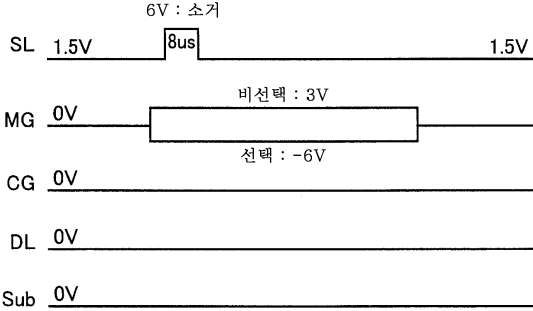 6V : 소거
SL 1.5V 8us 1.5V
비선택 : 3V
MG 0V
선택 : -6V
CG 0V
DL 0V
Sub 0V